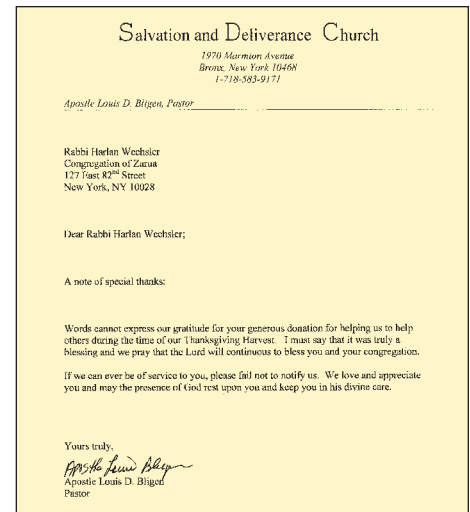 Salvation and Deliverance Church
1970 Marmion Avenue
Bronx, New York 10468
1-718-583-9171
Apostle Louis D. Bligen, Pastor
Rabbi Harlan Wechsler
Congregation of Zarua
127 East 82nd Street
New York, NY 10028
Dear Rabbi Harlan Wechsler;
A note of special thanks:
Words cannot express our gratitude for your generous donation for helping us to help
others during the time of our Thanksgiving Harvest. I must say that it was truly a
blessing and we pray that the Lord will continuous to bless you and your congregation.
If we can ever be of service to you, please fail not to notify us. We love and appreciate
you and may the presence of God rest upon you and keep you in his divine care.
Yours truly,
Apostle Louis Bligen
Apostle Louis D. Bligen
Pastor